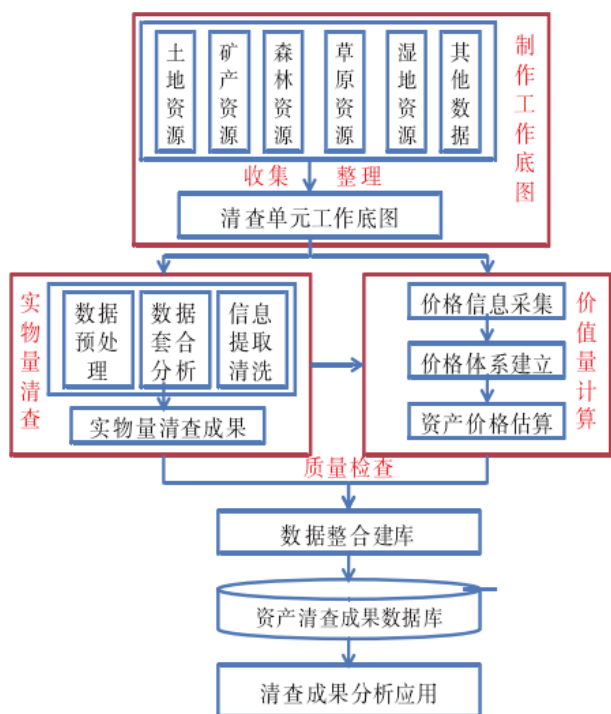 土地资源
矿产资源
森林资源
草原资源
湿地资源
其他数据
制作工作底图
收集 整理
清查单元工作底图
实物量清查
数据
预处
理
数据
套合
分析
信息
提取
清洗
实物量清查成果
价格信息采集
价格体系建立
资产价格估算
价值量计算
质量检查
数据整合建库
资产清查成果数据库
清查成果分析应用